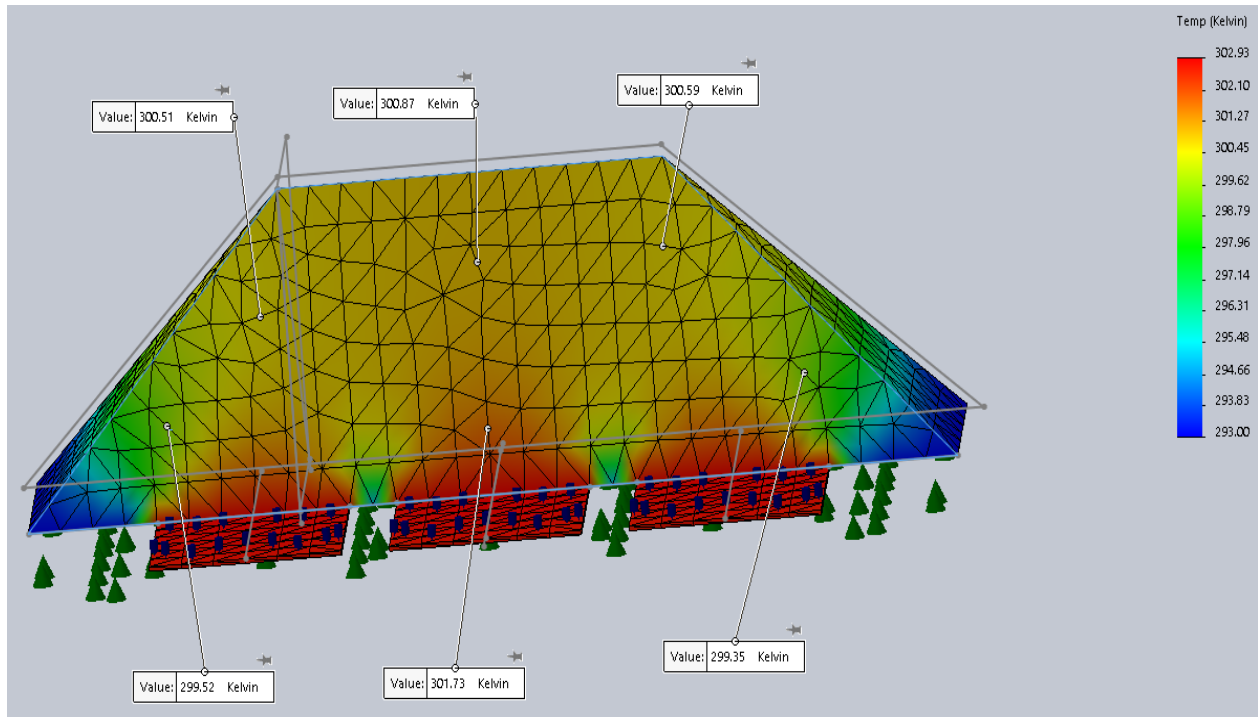 Temp (Kelvin)
302.93
302.10
301.27
300.45
299.62
298.79
297.96
297.14
296.31
295.48
294.66
293.83
293.00
Value: 300.51 Kelvin
Value: 300.87 Kelvin
Value: 300.59 Kelvin
Value: 299.52 Kelvin
Value: 301.73 Kelvin
Value: 299.35 Kelvin